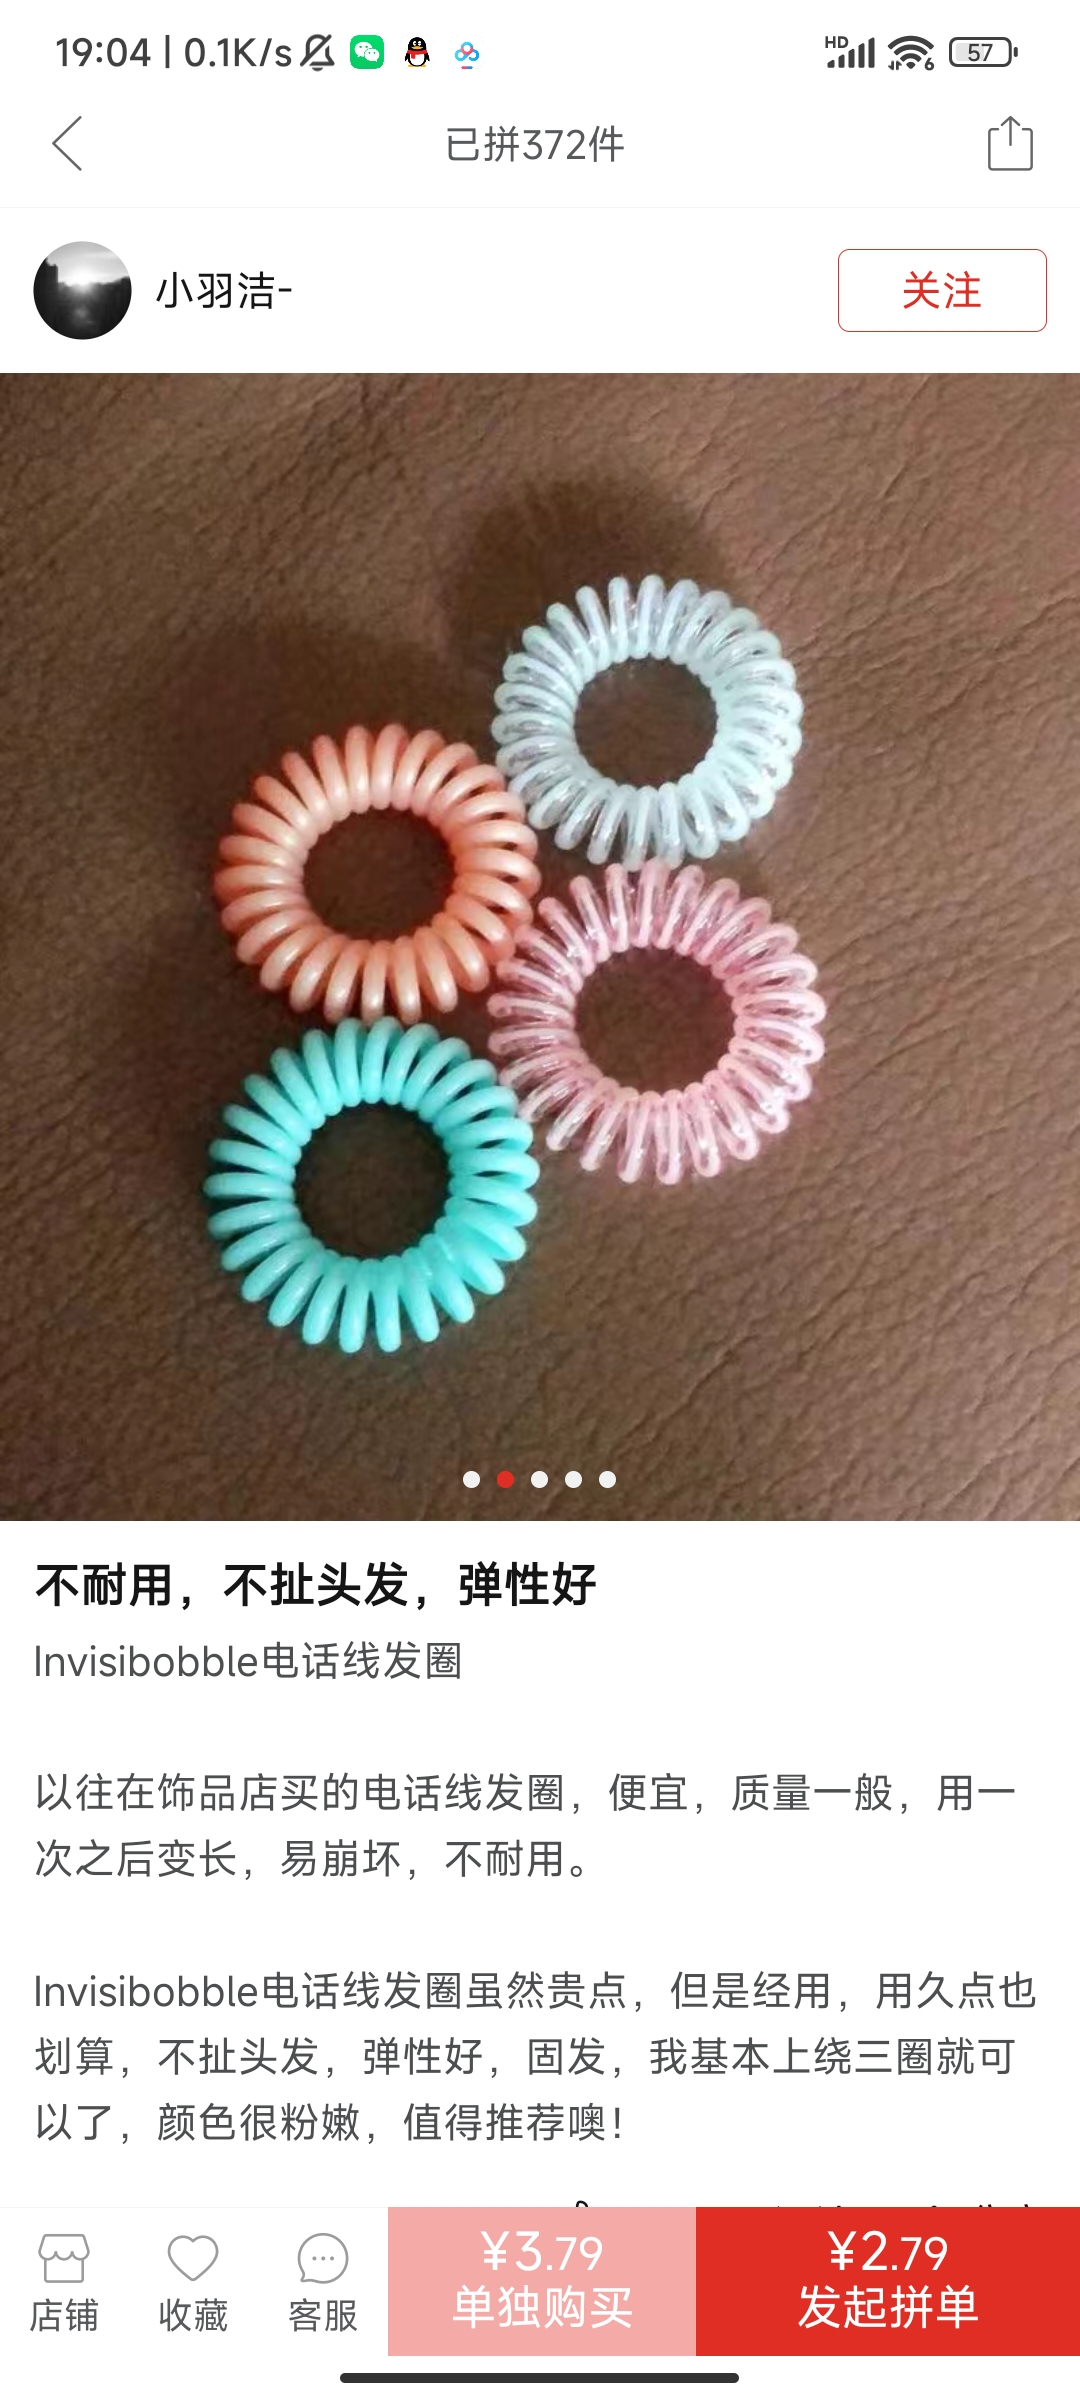 19:04 | 0.1K/s
HD
6
57
已拼372件
小羽洁-
关注
不耐用，不扯头发，弹性好
Invisibobble电话线发圈
以往在饰品店买的电话线发圈，便宜，质量一般，用一
次之后变长，易崩坏，不耐用。
Invisibobble电话线发圈虽然贵点，但是经用，用久点也
划算，不扯头发，弹性好，固发，我基本上绕三圈就可
以了，颜色很粉嫩，值得推荐噢！
店铺
收藏
客服
¥3.79
单独购买
¥2.79
发起拼单